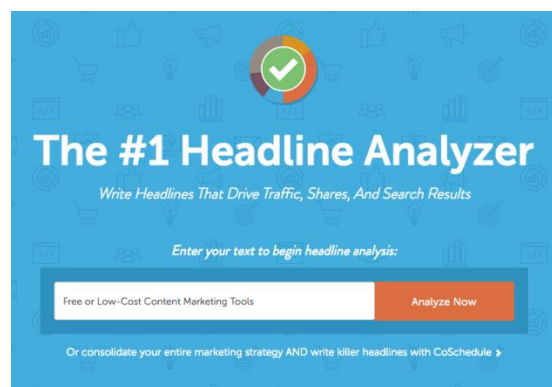 The #1 Headline Analyzer
Write Headlines That Drive Traffic, Shares, And Search Results
Enter your text to begin headline analysis:
Free or Low-Cost Content Marketing Tools
Analyze Now
Or consolidate your entire marketing strategy AND write killer headlines with CoSchedule >